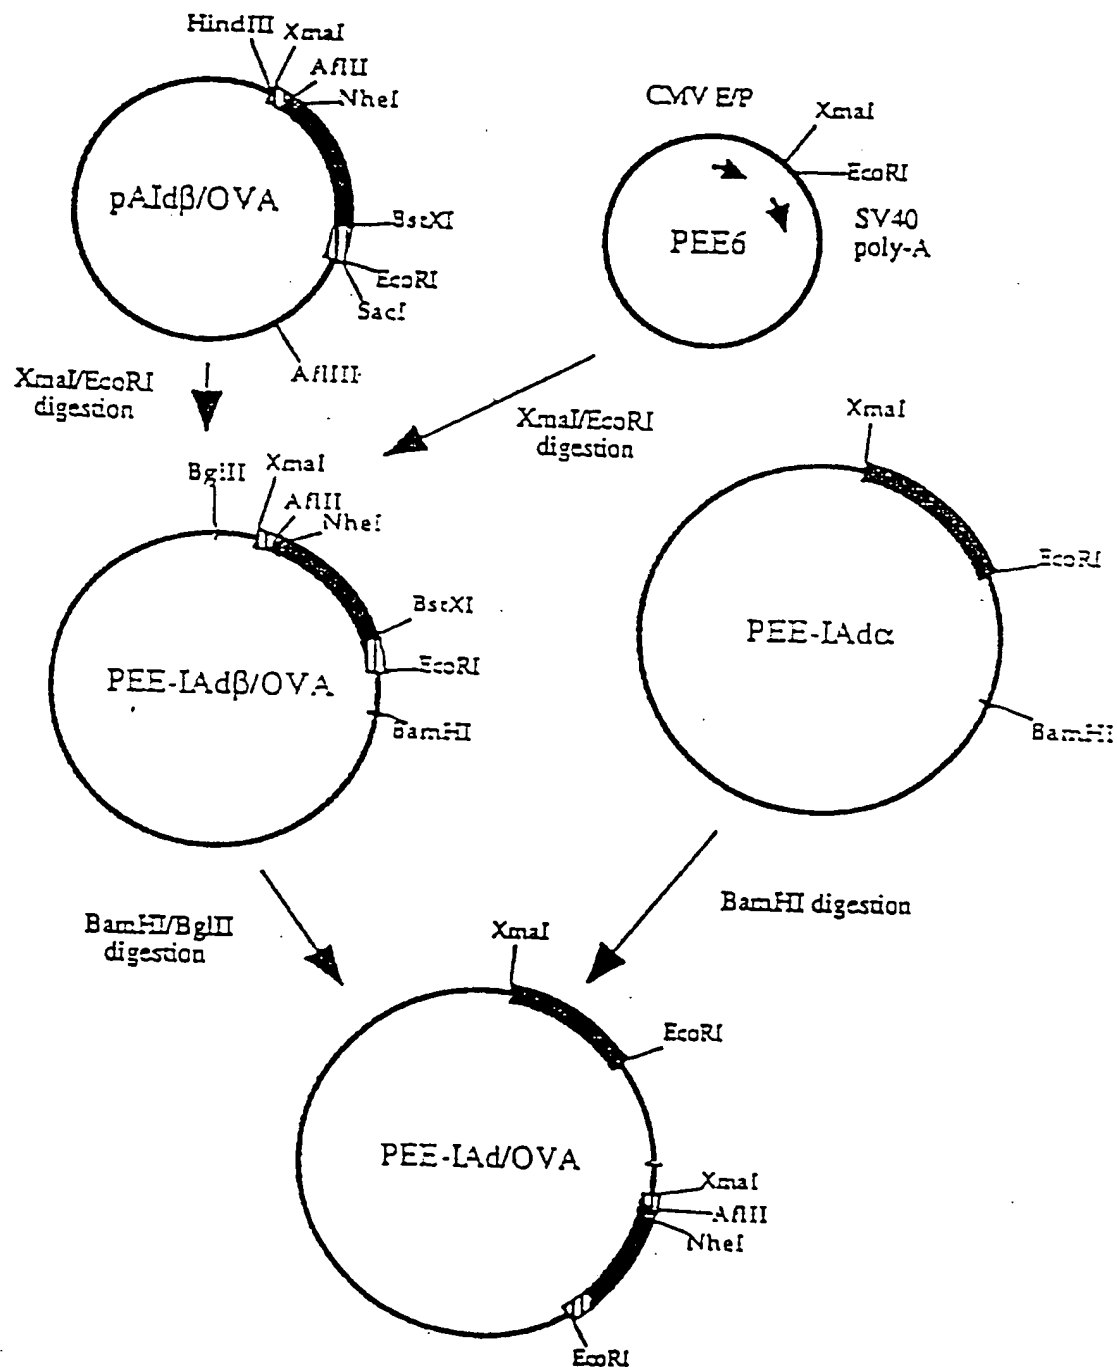 HindIII
XmaI
AflII
NheI
pAIdβ/OVA
BstXI
EcoRI
SacI
AflIII
CMV E/P
XmaI
EcoRI
SV40
poly-A
PEE6
XmaI/EcoRI
digestion
XmaI/EcoRI
digestion
BglII
XmaI
AflII
NheI
BstXI
EcoRI
PEE-IAdβ/OVA
BamHI
XmaI
EcoRI
PEE-IAdα
BamHI
BamHI/BglII
digestion
BamHI digestion
XmaI
EcoRI
PEE-IAd/OVA
XmaI
AflII
NheI
EcoRI